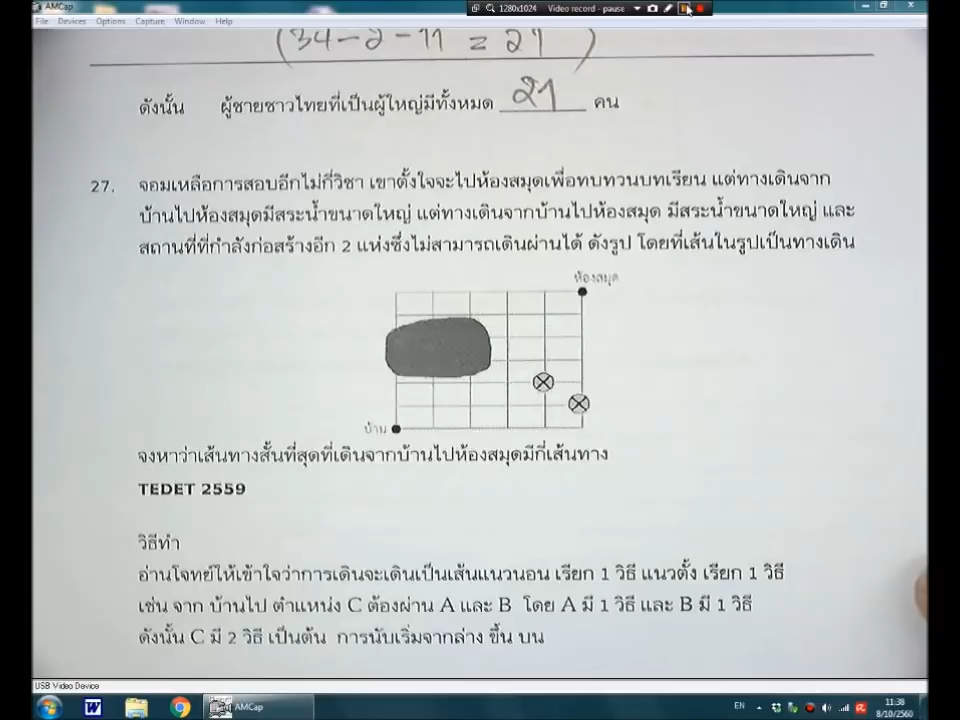 AMCap
1280x1024 Video record - pause
File Devices Options Capture Window Help
(34-2-11 = 21)
ดังนั้น ผู้ชายชาวไทยที่เป็นผู้ใหญ่มีทั้งหมด 21 คน
27. จอมเหลือการสอบอีกไม่กี่วิชา เขาตั้งใจจะไปห้องสมุดเพื่อทบทวนบทเรียน แต่ทางเดินจาก
บ้านไปห้องสมุดมีสระน้ำขนาดใหญ่ แต่ทางเดินจากบ้านไปห้องสมุด มีสระน้ำขนาดใหญ่ และ
สถานที่ที่กำลังก่อสร้างอีก 2 แห่งซึ่งไม่สามารถเดินผ่านได้ ดังรูป โดยที่เส้นในรูปเป็นทางเดิน
ห้องสมุด
บ้าน
จงหาว่าเส้นทางสั้นที่สุดที่เดินจากบ้านไปห้องสมุดมีกี่เส้นทาง
TEDET 2559
วิธีทำ
อ่านโจทย์ให้เข้าใจว่าการเดินจะเดินเป็นเส้นแนวนอน เรียก 1 วิธี แนวตั้ง เรียก 1 วิธี
เช่น จาก บ้านไป ตำแหน่ง C ต้องผ่าน A และ B โดย A มี 1 วิธี และ B มี 1 วิธี
ดังนั้น C มี 2 วิธี เป็นต้น การนับเริ่มจากล่าง ขึ้น บน
USB Video Device
AMCap
EN
11:38
8/10/2560